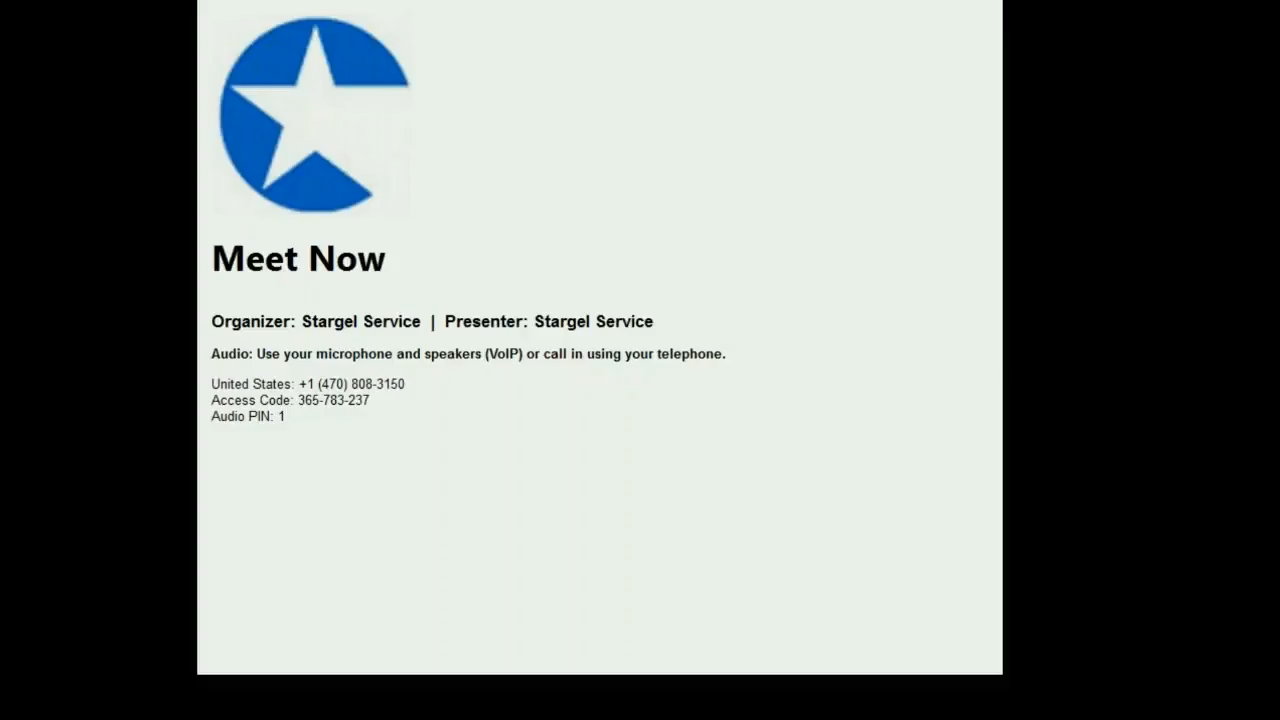 Meet Now
Organizer: Stargel Service | Presenter: Stargel Service
Audio: Use your microphone and speakers (VoIP) or call in using your telephone.
United States: +1 (470) 808-3150
Access Code: 365-783-237
Audio PIN: 1